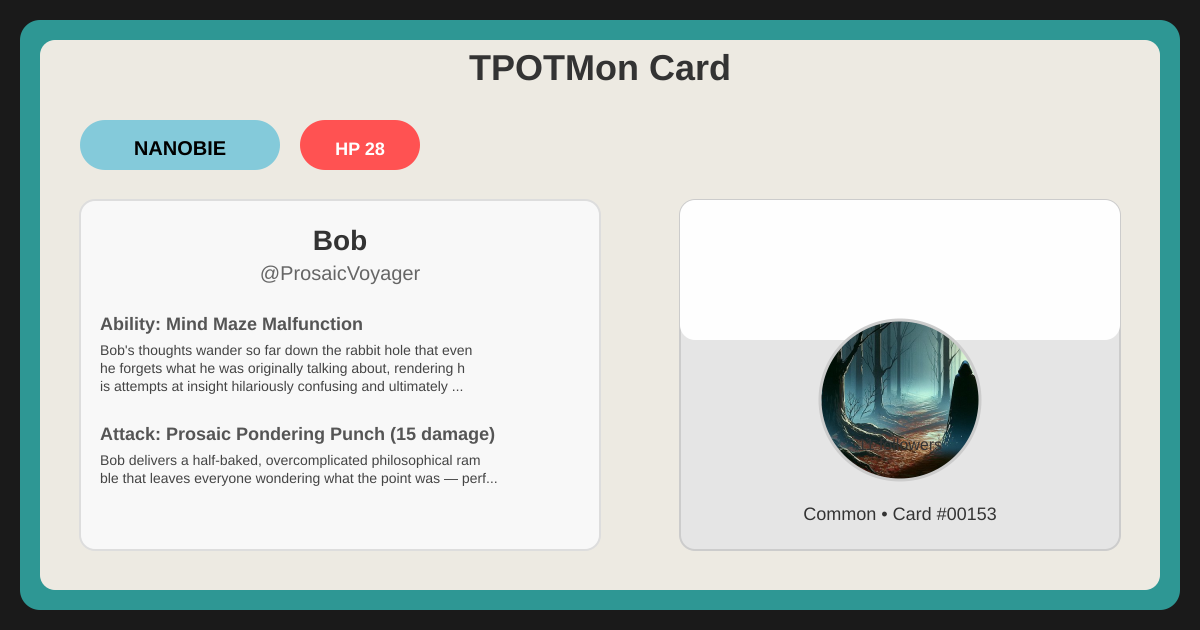 TPOTMon Card
NANOBIE
HP 28
Bob
@ProsaicVoyager
Ability: Mind Maze Malfunction
Bob's thoughts wander so far down the rabbit hole that even
he forgets what he was originally talking about, rendering h
is attempts at insight hilariously confusing and ultimately ...
Attack: Prosaic Pondering Punch (15 damage)
Bob delivers a half-baked, overcomplicated philosophical ram
ble that leaves everyone wondering what the point was — perf...
Common • Card #00153